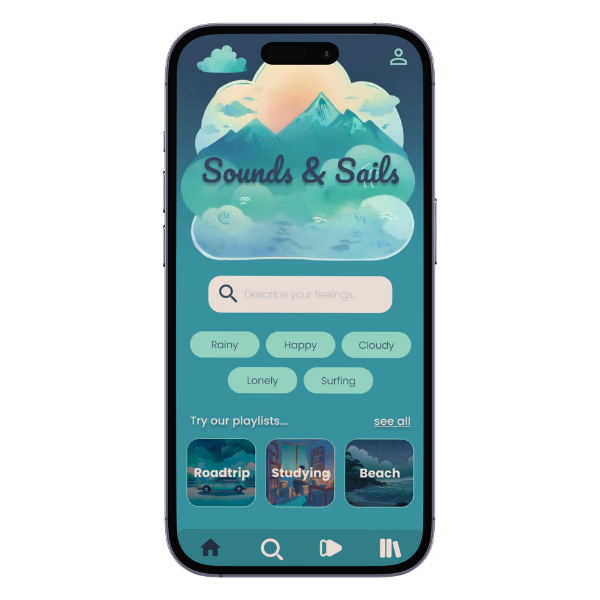 Sounds & Sails
Describe your feelings...
Rainy Happy Cloudy
Lonely Surfing
Try our playlists... see all
Roadtrip Studying Beach